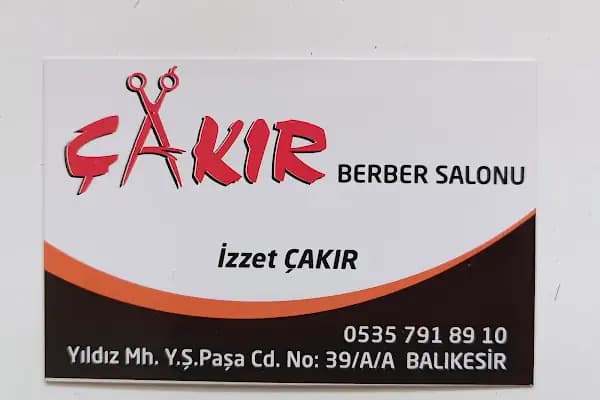 ÇAKIR BERBER SALONU
İzzet ÇAKIR
0535 791 89 10
Yıldız Mh. Y.Ş.Paşa Cd. No: 39/A/A BALIKESİR